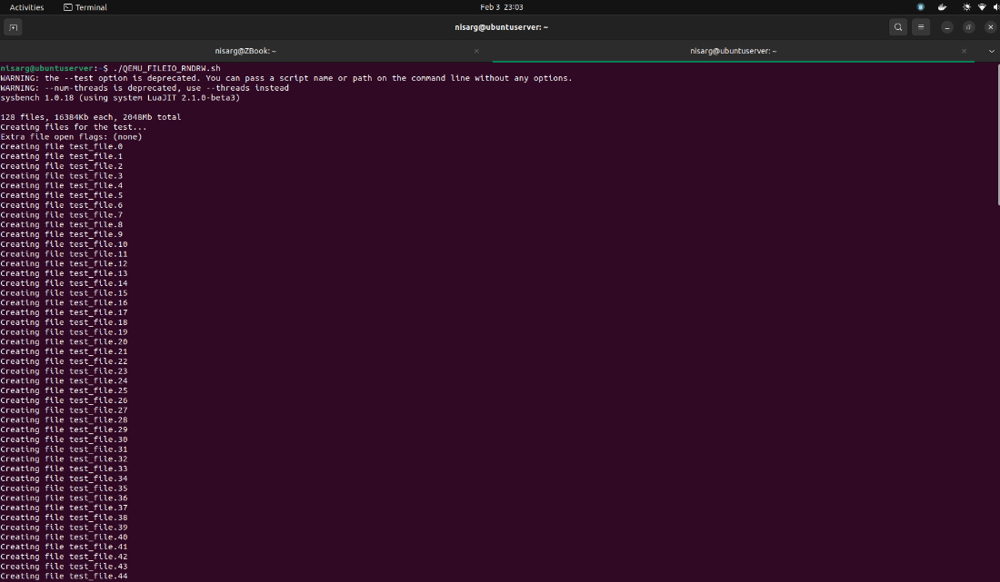 Activities Terminal Feb 3 23:03
nisarg@ubuntuserver: ~
nisarg@ZBook: ~ nisarg@ubuntuserver: ~
nisarg@ubuntuserver:~$ ./QEMU_FILEIO_RNDRW.sh
WARNING: the --test option is deprecated. You can pass a script name or path on the command line without any options.
WARNING: --num-threads is deprecated, use --threads instead
sysbench 1.0.18 (using system LuaJIT 2.1.0-beta3)
128 files, 16384Kb each, 2048Mb total
Creating files for the test...
Extra file open flags: (none)
Creating file test_file.0
Creating file test_file.1
Creating file test_file.2
Creating file test_file.3
Creating file test_file.4
Creating file test_file.5
Creating file test_file.6
Creating file test_file.7
Creating file test_file.8
Creating file test_file.9
Creating file test_file.10
Creating file test_file.11
Creating file test_file.12
Creating file test_file.13
Creating file test_file.14
Creating file test_file.15
Creating file test_file.16
Creating file test_file.17
Creating file test_file.18
Creating file test_file.19
Creating file test_file.20
Creating file test_file.21
Creating file test_file.22
Creating file test_file.23
Creating file test_file.24
Creating file test_file.25
Creating file test_file.26
Creating file test_file.27
Creating file test_file.28
Creating file test_file.29
Creating file test_file.30
Creating file test_file.31
Creating file test_file.32
Creating file test_file.33
Creating file test_file.34
Creating file test_file.35
Creating file test_file.36
Creating file test_file.37
Creating file test_file.38
Creating file test_file.39
Creating file test_file.40
Creating file test_file.41
Creating file test_file.42
Creating file test_file.43
Creating file test_file.44